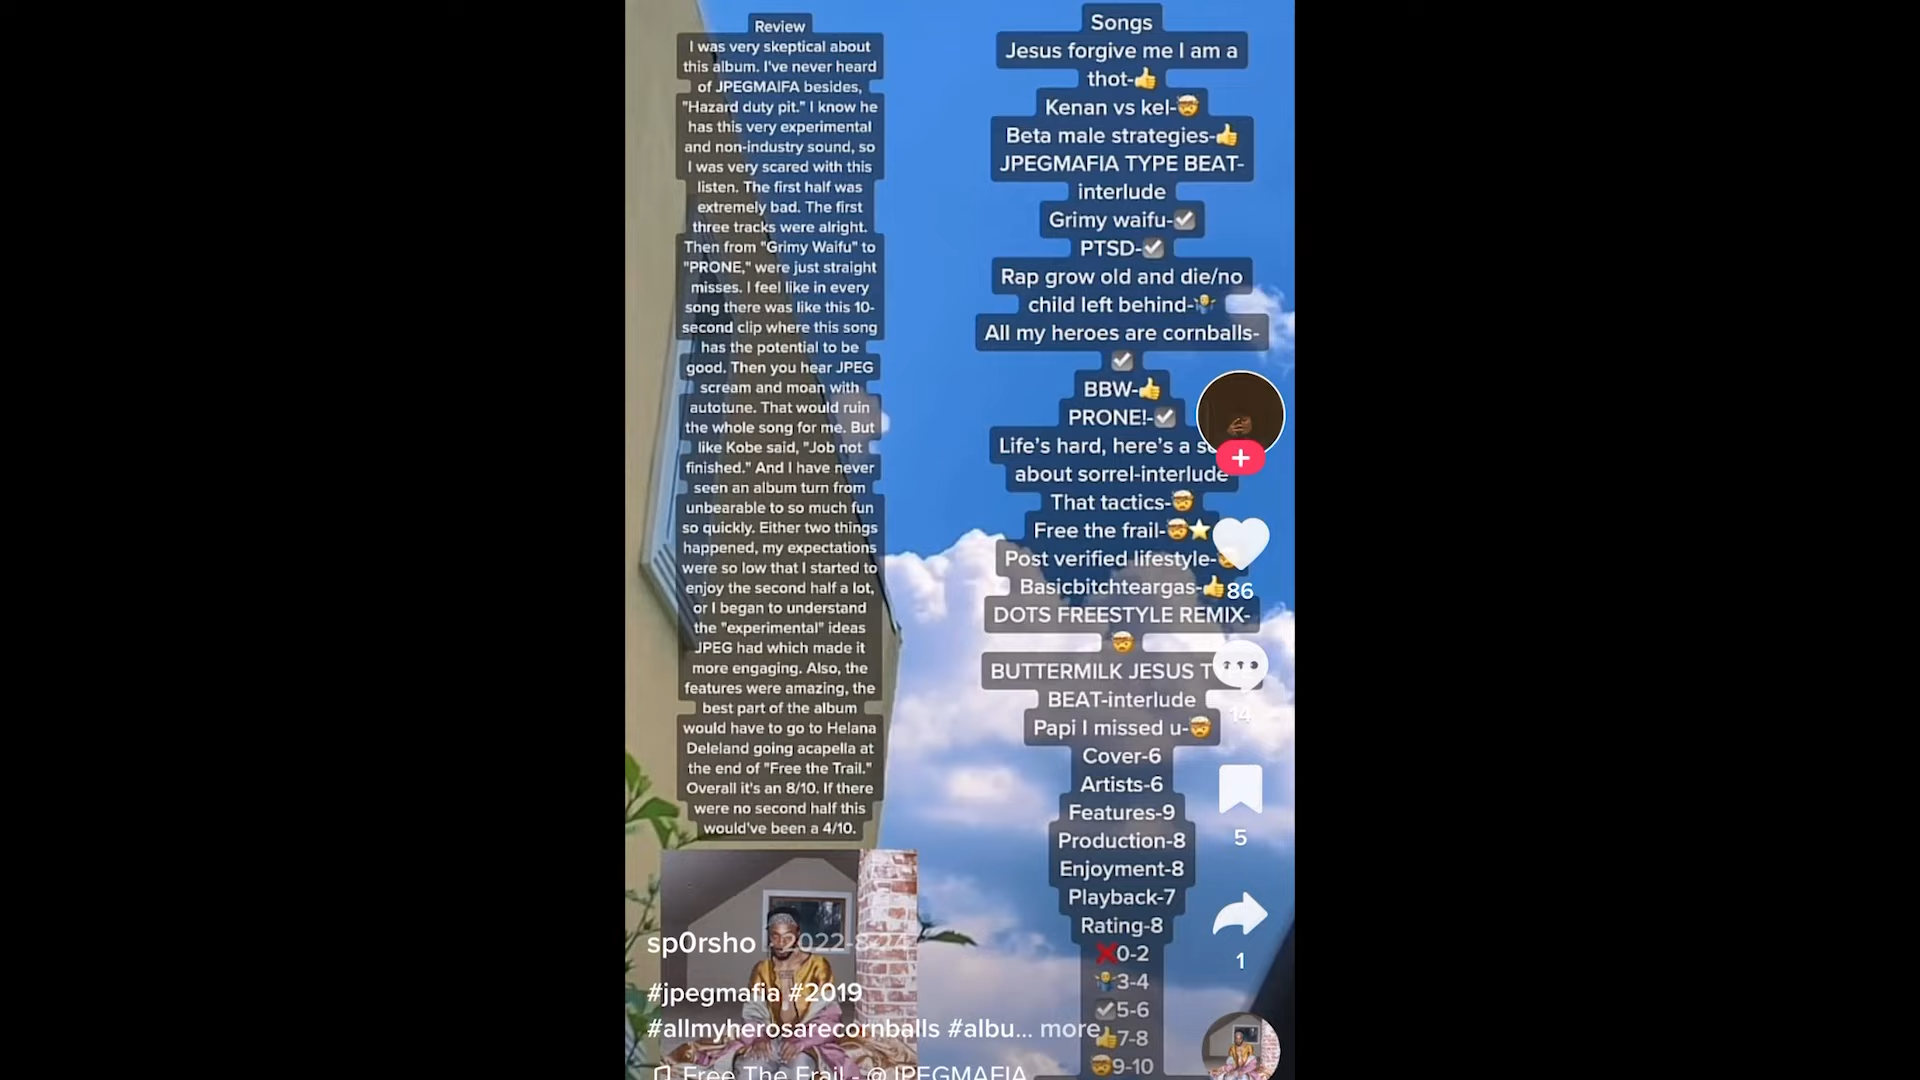 Review
I was very skeptical about
this album. I've never heard
of JPEGMAIFA besides,
"Hazard duty pit." I know he
has this very experimental
and non-industry sound, so
I was very scared with this
listen. The first half was
extremely bad. The first
three tracks were alright.
Then from "Grimy Waifu" to
"PRONE," were just straight
misses. I feel like in every
song there was like this 10-
second clip where this song
has the potential to be
good. Then you hear JPEG
scream and moan with
autotune. That would ruin
the whole song for me. But
like Kobe said, "Job not
finished." And I have never
seen an album turn from
unbearable to so much fun
so quickly. Either two things
happened, my expectations
were so low that I started to
enjoy the second half a lot,
or I began to understand
the "experimental" ideas
JPEG had which made it
more engaging. Also, the
features were amazing, the
best part of the album
would have to go to Helana
Deleland going acapella at
the end of "Free the Trail."
Overall it's an 8/10. If there
were no second half this
would've been a 4/10.
Songs
Jesus forgive me I am a
thot-👍
Kenan vs kel-🤯
Beta male strategies-👍
JPEGMAFIA TYPE BEAT-
interlude
Grimy waifu-☑️
PTSD-☑️
Rap grow old and die/no
child left behind-🤷‍♂️
All my heroes are cornballs-
☑️
BBW-👍
PRONE!-☑️
Life's hard, here's a
about sorrel-interlude
That tactics-🤯
Free the frail-🤯⭐
Post verified lifestyle-🤯
Basicbitchteargas-👍
DOTS FREESTYLE REMIX-
🤯
BUTTERMILK JESUS
BEAT-interlude
Papi I missed u-🤯
Cover-6
Artists-6
Features-9
Production-8
Enjoyment-8
Playback-7
Rating-8
❌0-2
🤷‍♂️3-4
☑️5-6
👍7-8
🤯9-10
86
14
5
1
sp0rsho
#jpegmafia #2019
#allmyherosarecornballs #albu... more
Free The Frail - @JPEGMAFIA